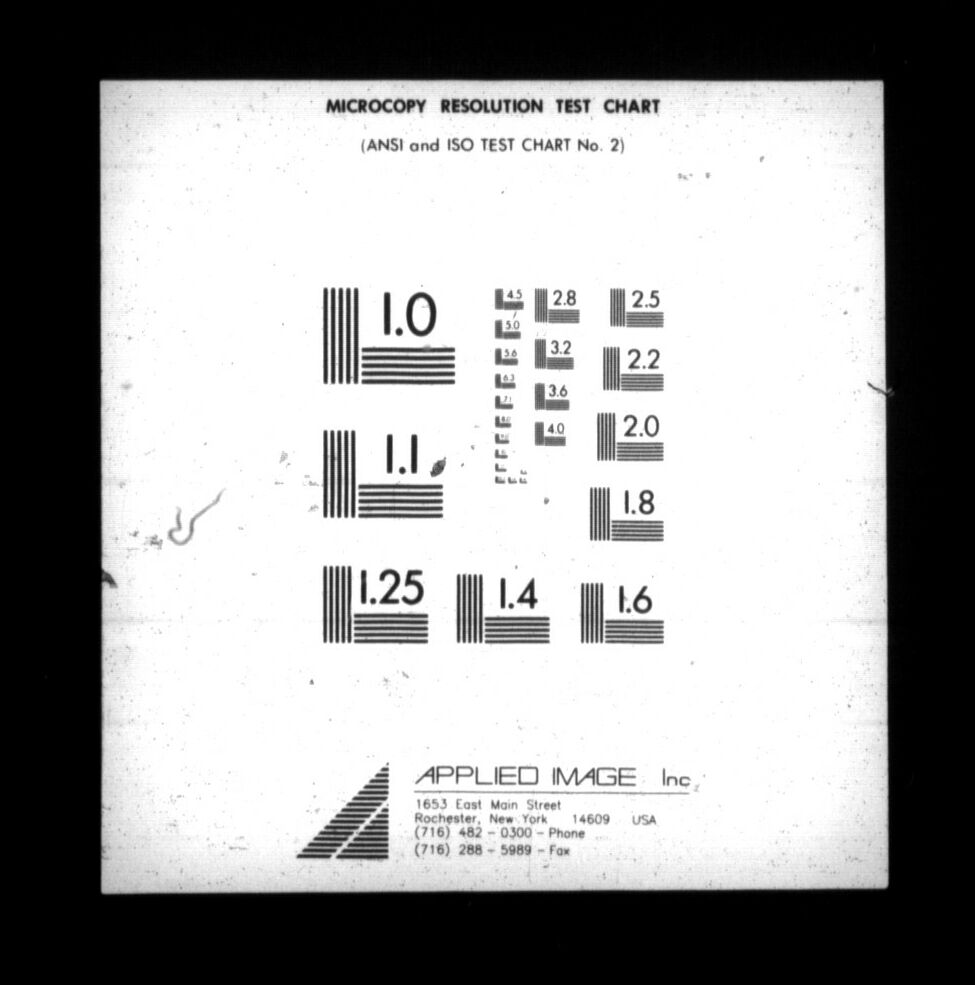 MICROCOPY RESOLUTION TEST CHART
(ANSI and ISO TEST CHART No. 2)
1.0
4.5
2.8
2.5
5.0
3.2
2.2
5.6
6.3
3.6
7.1
2.0
4.0
1.1
1.8
1.25
1.4
1.6
APPLIED IMAGE Inc
1653 East Main Street
Rochester, New York 14609 USA
(716) 482 - 0300 - Phone
(716) 288 - 5989 - Fax